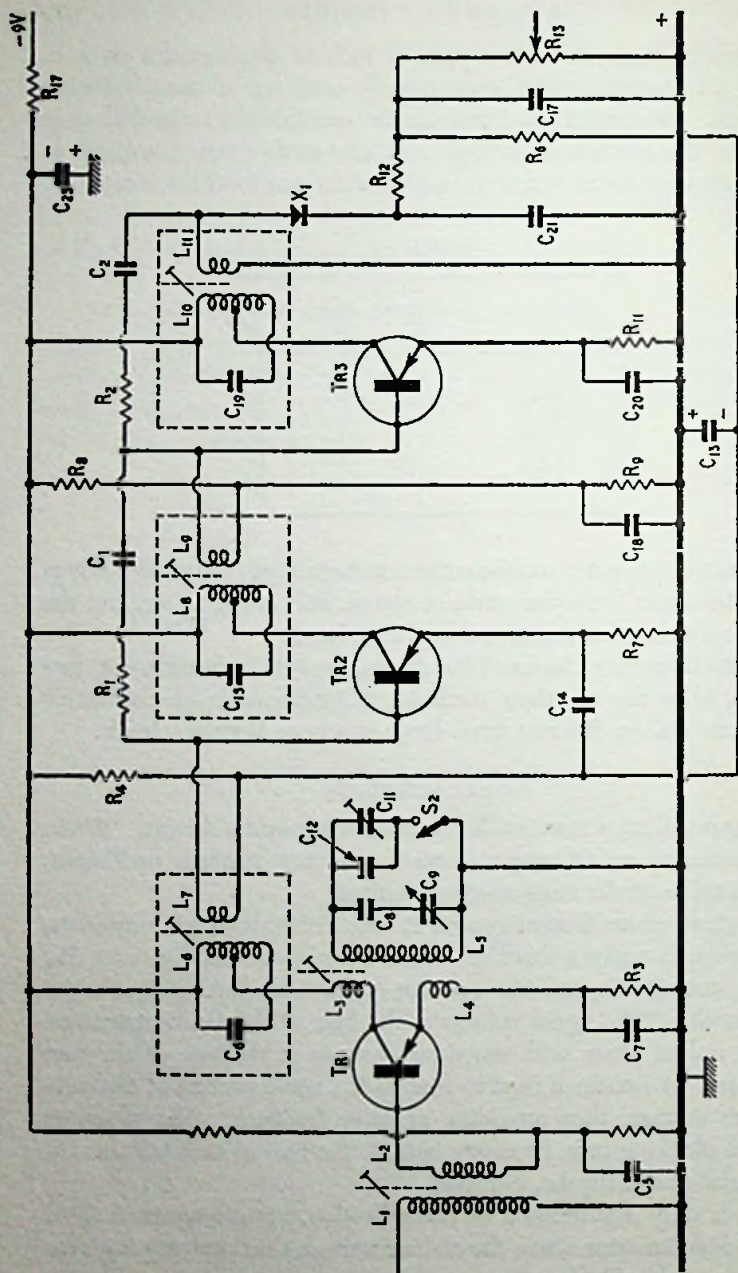 −9V
R17
− +
C25
C2
R2
R8
C1
R1
R4
L11
L10
C19
L9
L8
C15
L7
L6
C6
X1
R12
R13
C17
R6
C21
TR3
TR2
C12
C11
S2
C8
C9
L5
L3
L4
TR1
L2
L1
R11
C20
R9
C18
R7
C14
R3
C7
C5
+
+ −
C13